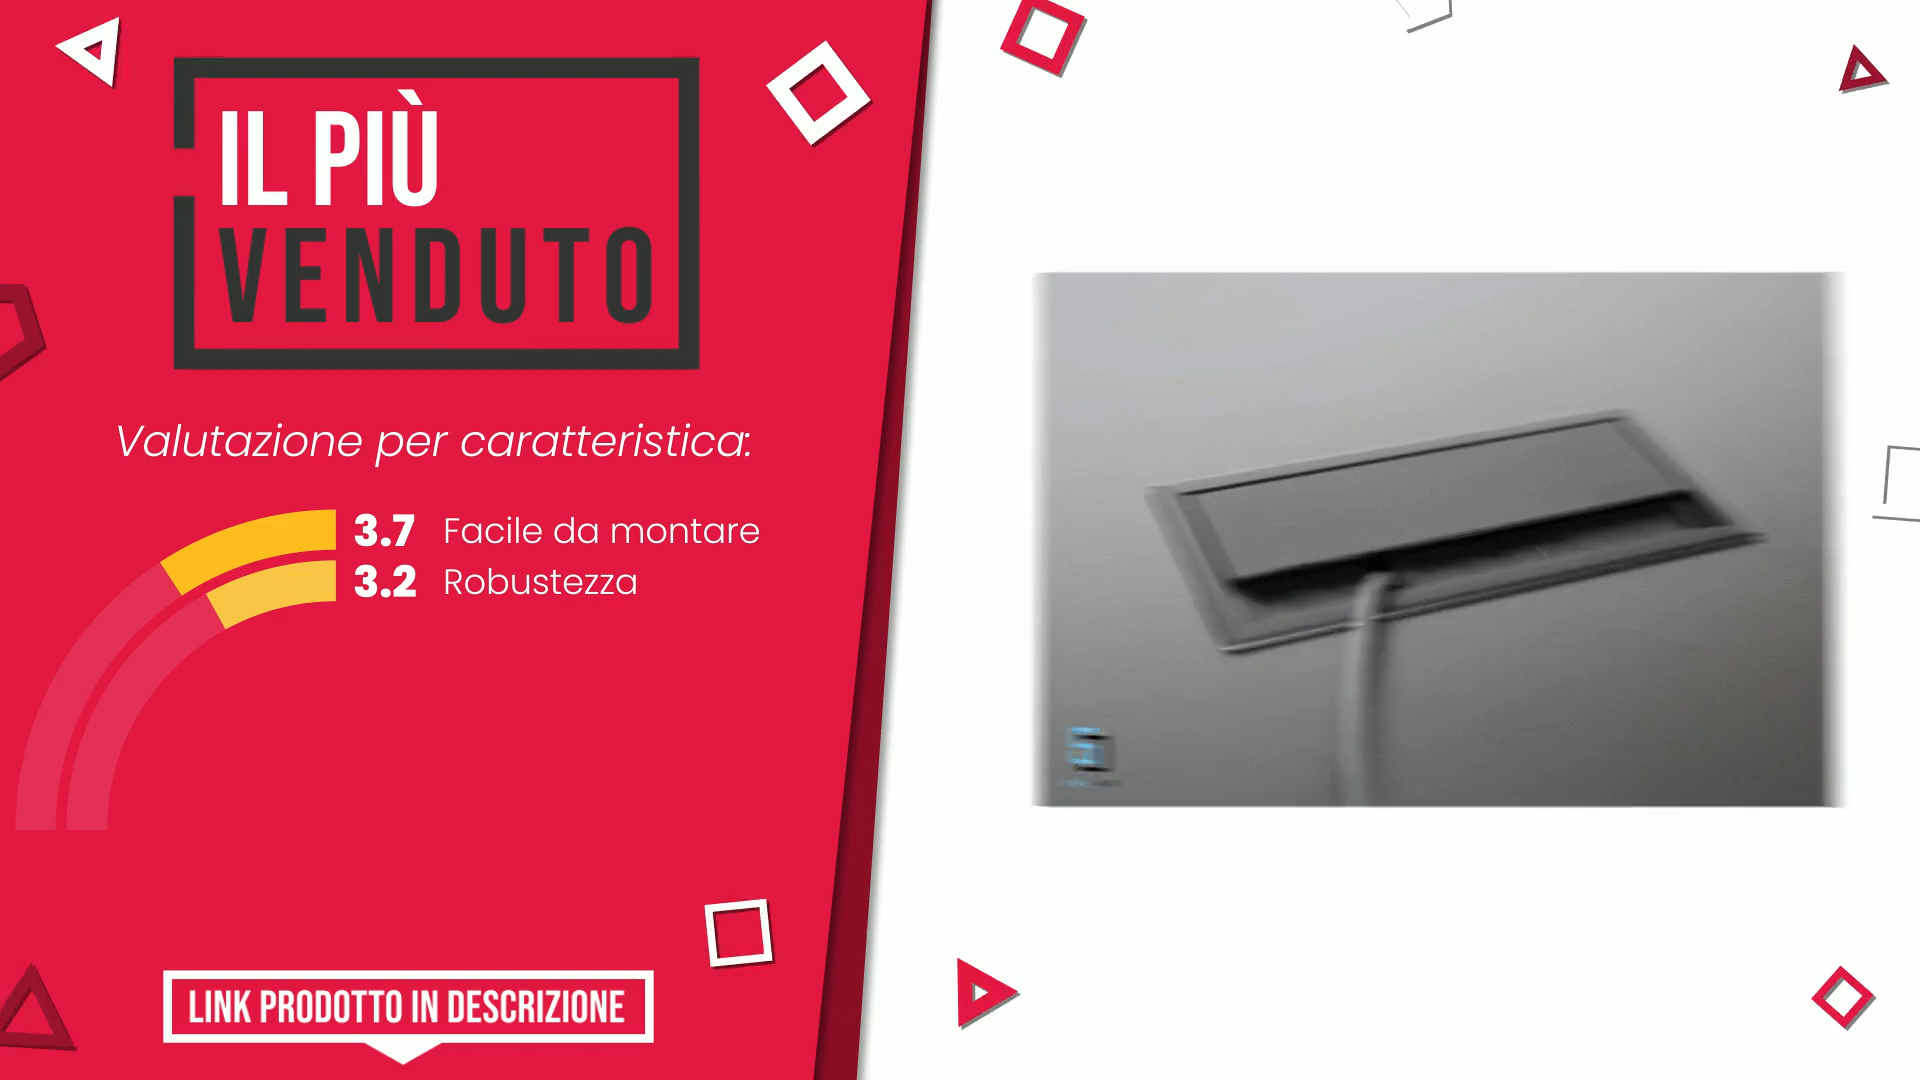 IL PIÙ
VENDUTO
Valutazione per caratteristica:
3.7 Facile da montare
3.2 Robustezza
LINK PRODOTTO IN DESCRIZIONE